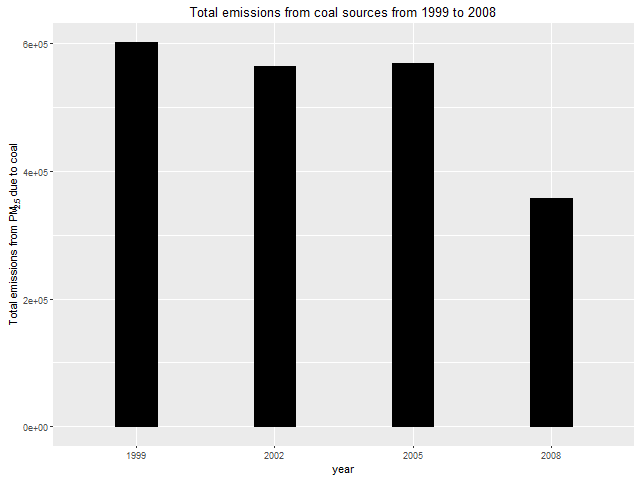 Total emissions from coal sources from 1999 to 2008
Total emissions from PM2.5 due to coal
6e+05
4e+05
2e+05
0e+00
1999 2002 2005 2008
year